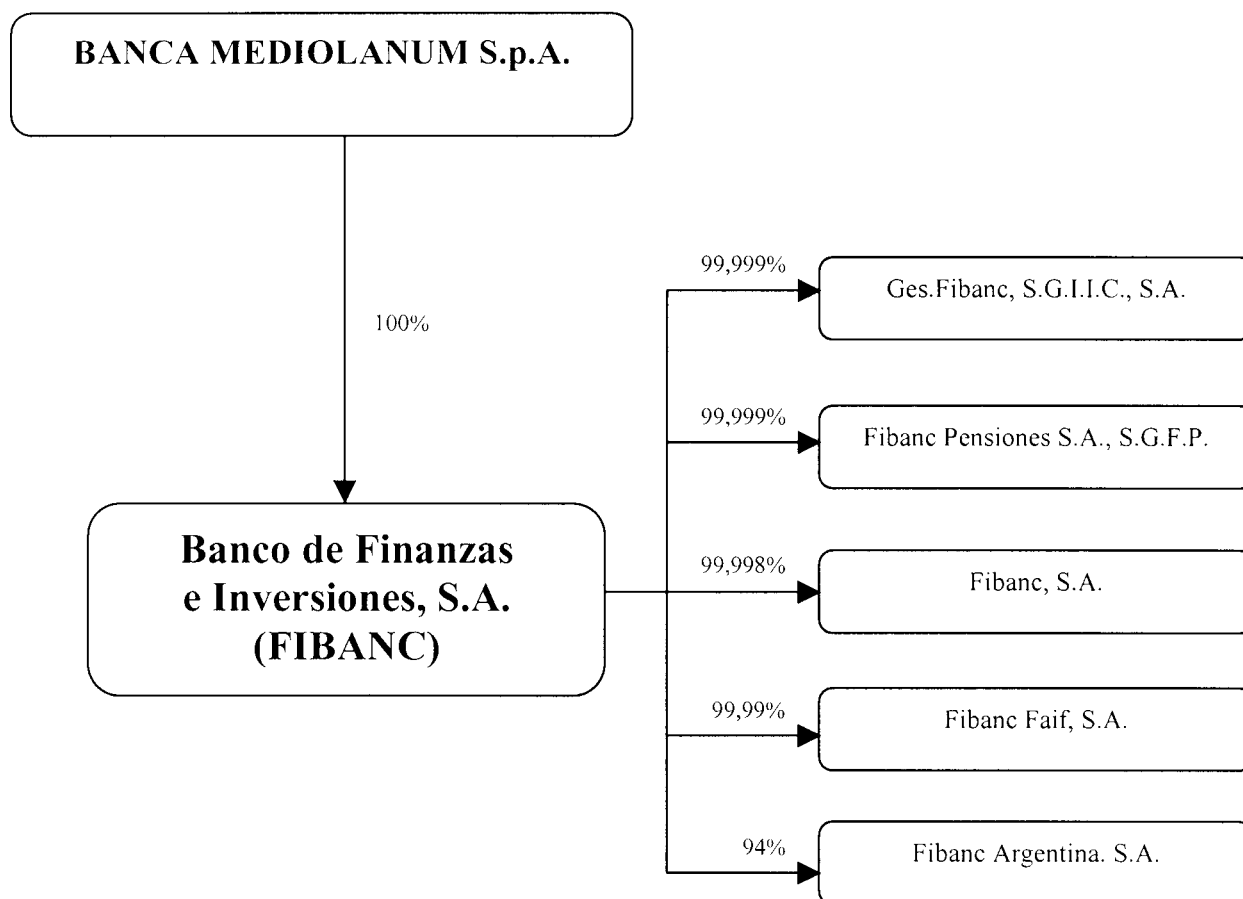 BANCA MEDIOLANUM S.p.A.
100%
Banco de Finanzas
e Inversiones, S.A.
(FIBANC)
99,999%
Ges.Fibanc, S.G.I.I.C., S.A.
99,999%
Fibanc Pensiones S.A., S.G.F.P.
99,998%
Fibanc, S.A.
99,99%
Fibanc Faif, S.A.
94%
Fibanc Argentina. S.A.